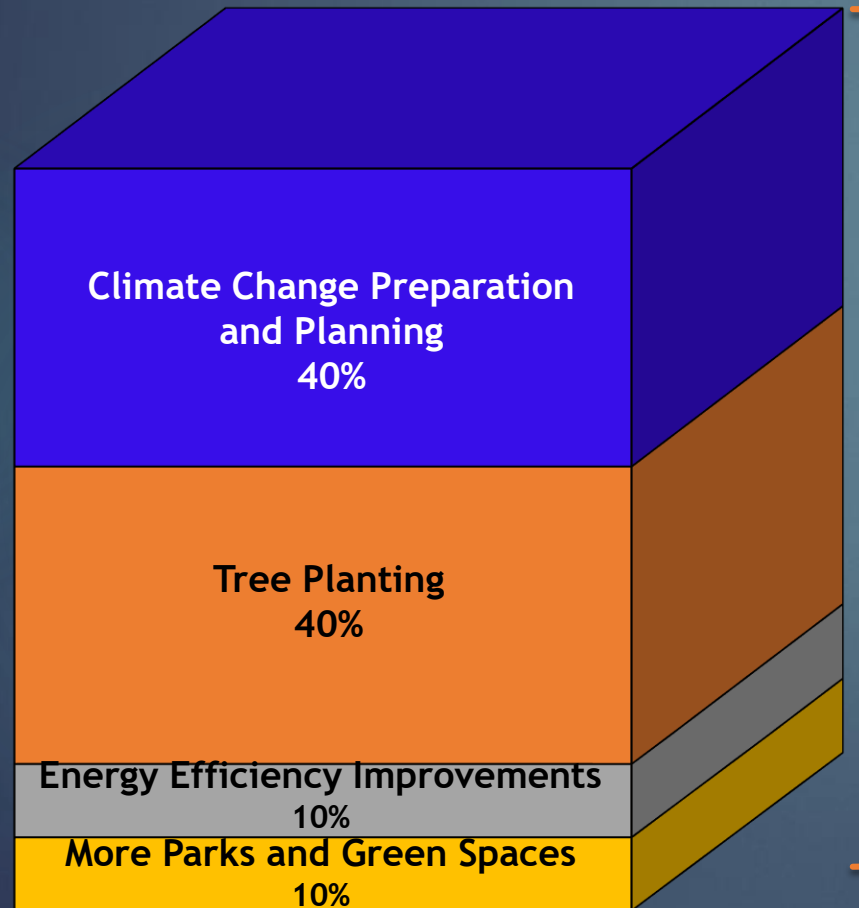 Climate Change Preparation
and Planning
40%
Tree Planting
40%
Energy Efficiency Improvements
10%
More Parks and Green Spaces
10%